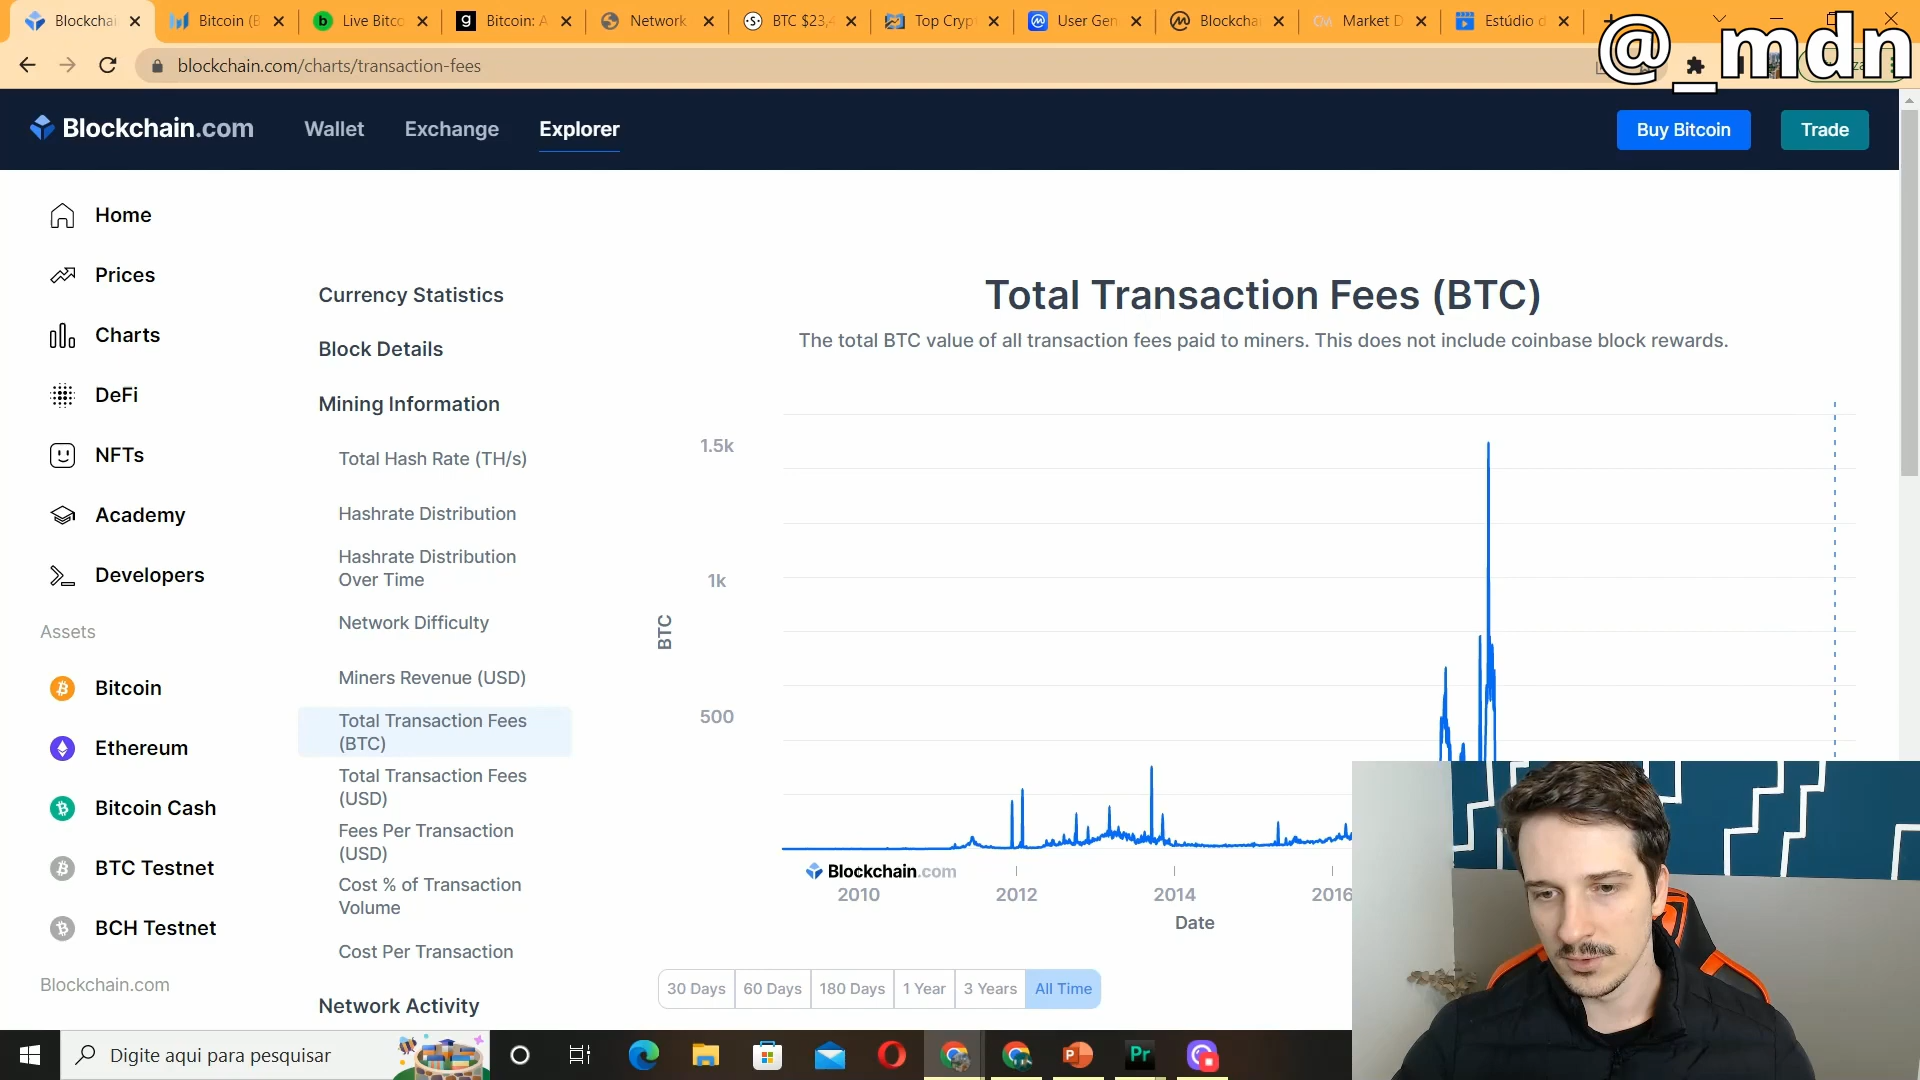 Blockchai
Bitcoin (B
Live Bitco
Bitcoin: A
Network
BTC $23,4
Top Crypt
User Gen
Blockchai
Market D
Estúdio d
@_mdn
blockchain.com/charts/transaction-fees
Blockchain.com
Wallet
Exchange
Explorer
Buy Bitcoin
Trade
Home
Prices
Charts
DeFi
NFTs
Academy
Developers
Assets
Bitcoin
Ethereum
Bitcoin Cash
BTC Testnet
BCH Testnet
Blockchain.com
Currency Statistics
Block Details
Mining Information
Total Hash Rate (TH/s)
Hashrate Distribution
Hashrate Distribution
Over Time
Network Difficulty
Miners Revenue (USD)
Total Transaction Fees
(BTC)
Total Transaction Fees
(USD)
Fees Per Transaction
(USD)
Cost % of Transaction
Volume
Cost Per Transaction
Network Activity
Total Transaction Fees (BTC)
The total BTC value of all transaction fees paid to miners. This does not include coinbase block rewards.
1.5k
1k
500
BTC
Blockchain.com
2010
2012
2014
2016
Date
30 Days
60 Days
180 Days
1 Year
3 Years
All Time
Digite aqui para pesquisar